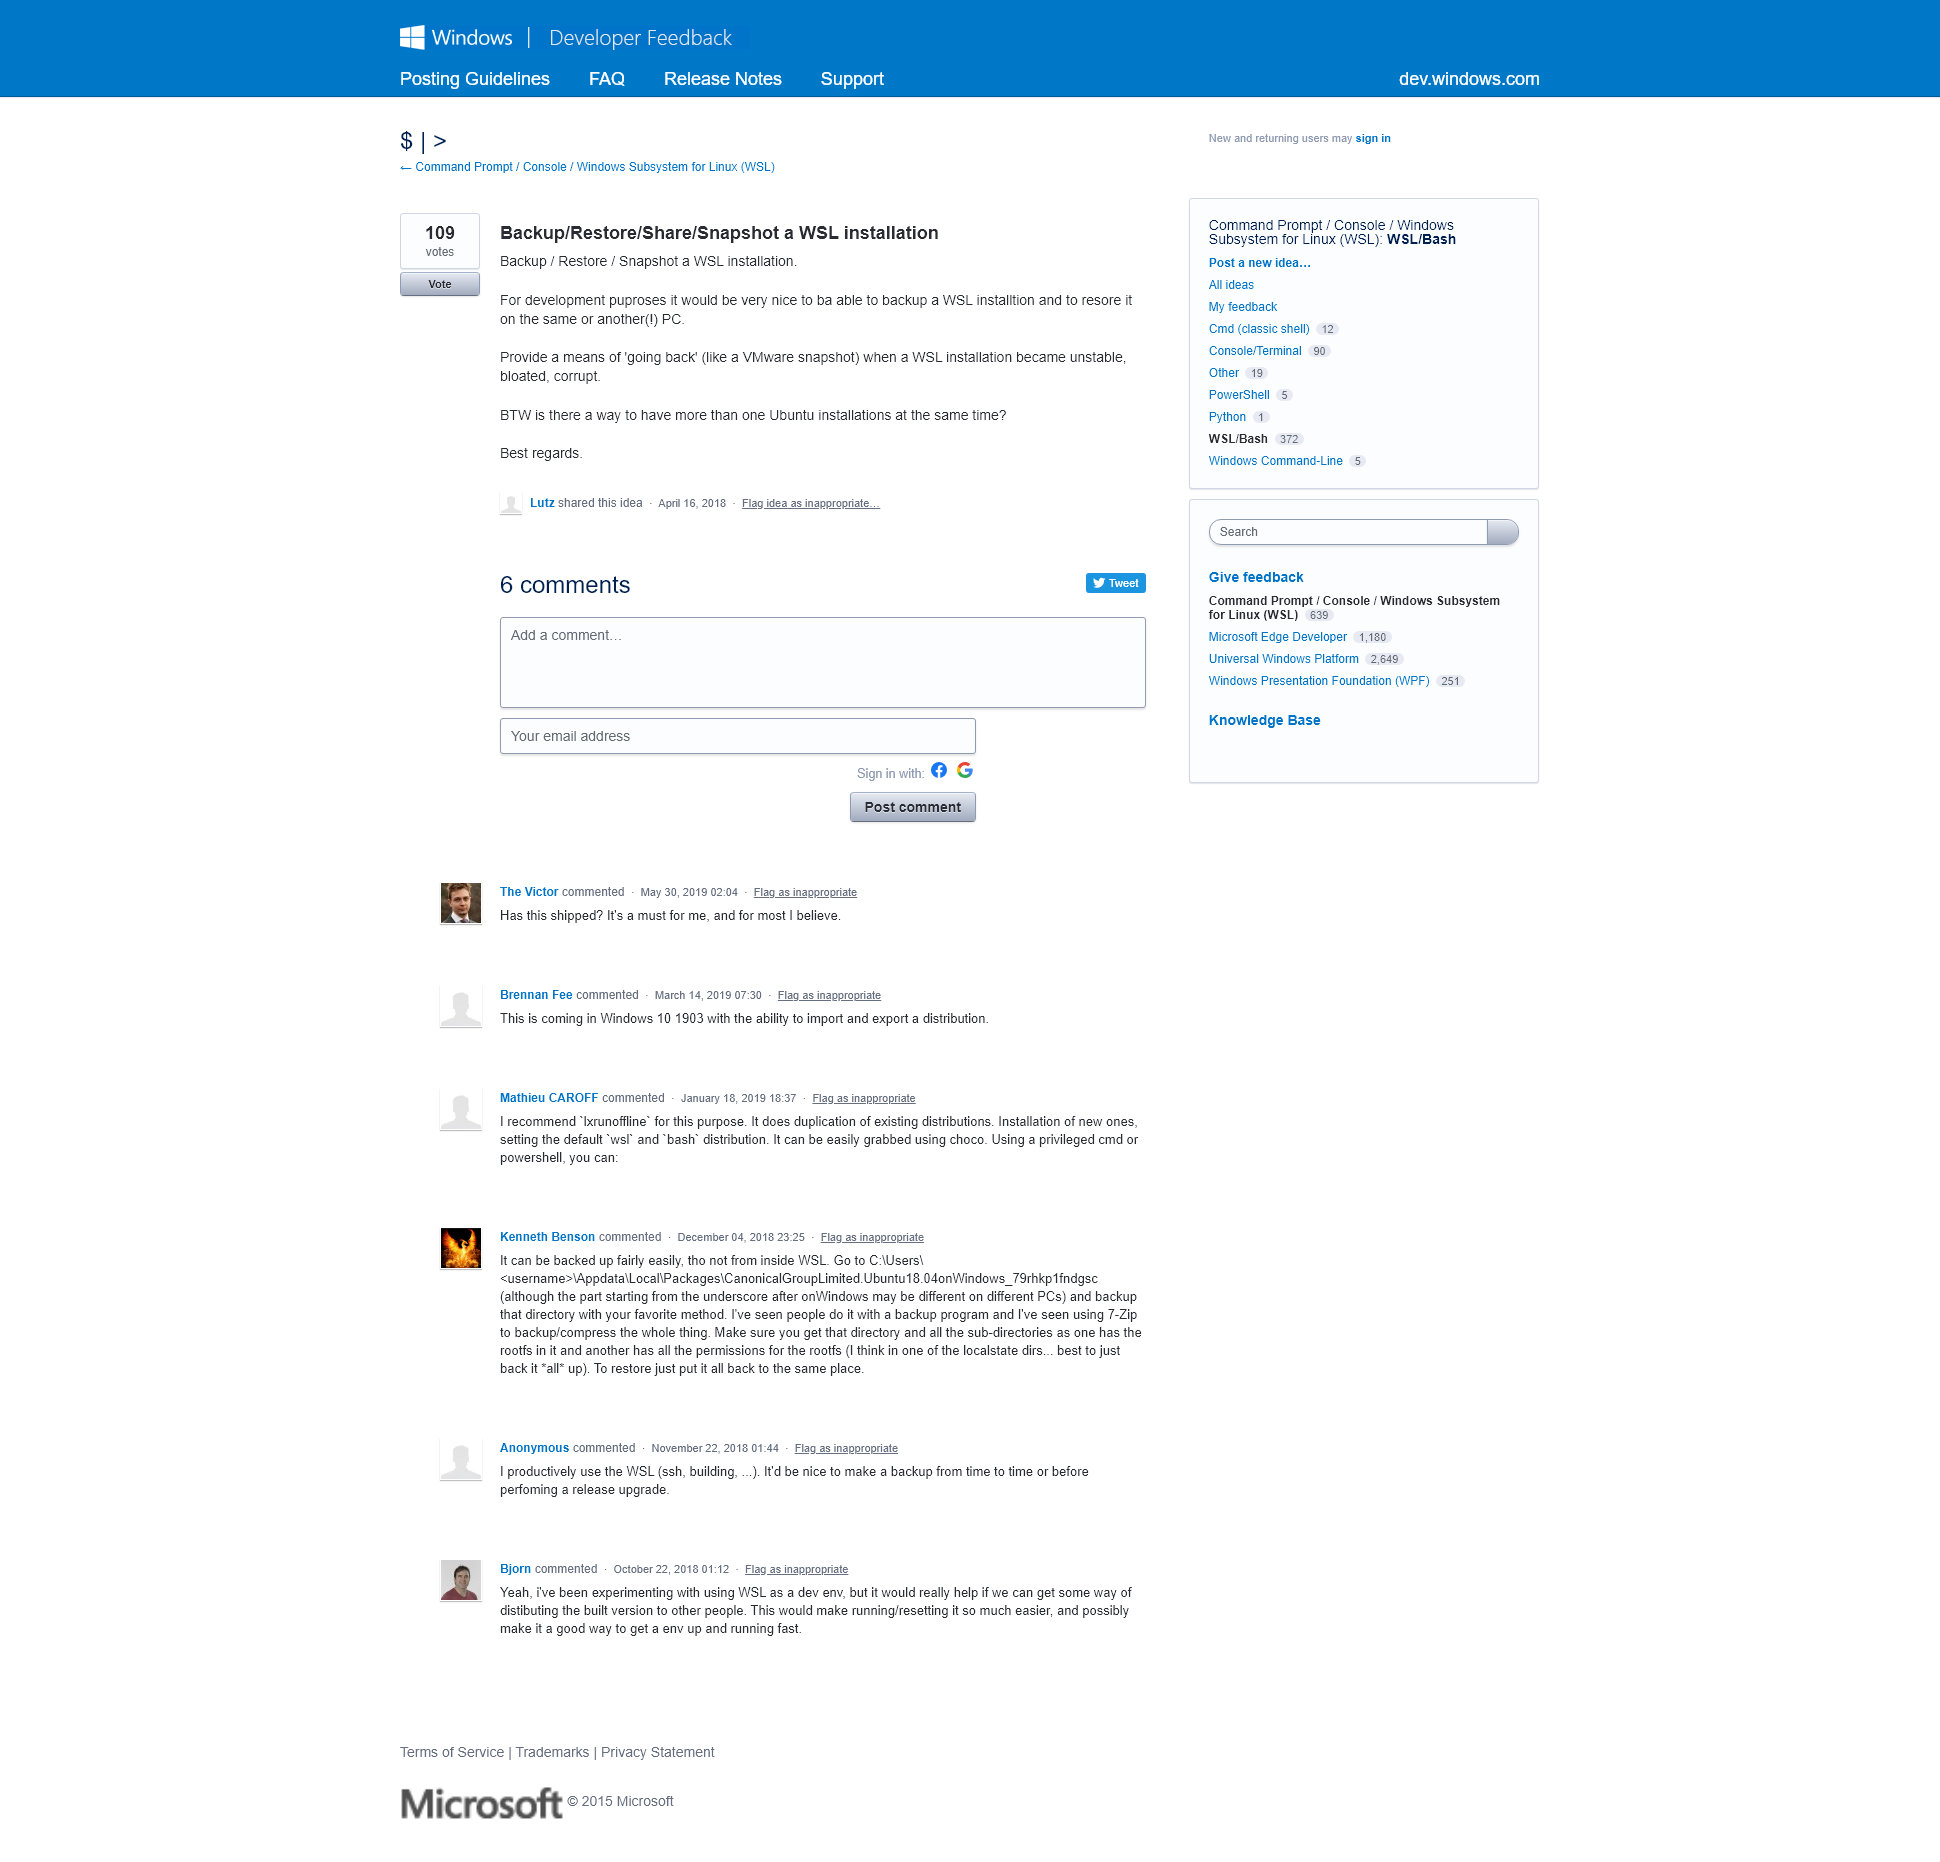 Windows | Developer Feedback
Posting Guidelines FAQ Release Notes Support dev.windows.com
$ | >
← Command Prompt / Console / Windows Subsystem for Linux (WSL)
New and returning users may sign in
109
votes
Vote
Backup/Restore/Share/Snapshot a WSL installation
Backup / Restore / Snapshot a WSL installation.
For development puproses it would be very nice to ba able to backup a WSL installtion and to resore it
on the same or another(!) PC.
Provide a means of 'going back' (like a VMware snapshot) when a WSL installation became unstable,
bloated, corrupt.
BTW is there a way to have more than one Ubuntu installations at the same time?
Best regards.
Lutz shared this idea · April 16, 2018 · Flag idea as inappropriate…
6 comments
Tweet
Add a comment…
Your email address
Sign in with:
Post comment
The Victor commented · May 30, 2019 02:04 · Flag as inappropriate
Has this shipped? It's a must for me, and for most I believe.
Brennan Fee commented · March 14, 2019 07:30 · Flag as inappropriate
This is coming in Windows 10 1903 with the ability to import and export a distribution.
Mathieu CAROFF commented · January 18, 2019 18:37 · Flag as inappropriate
I recommend `lxrunoffline` for this purpose. It does duplication of existing distributions. Installation of new ones,
setting the default `wsl` and `bash` distribution. It can be easily grabbed using choco. Using a privileged cmd or
powershell, you can:
Kenneth Benson commented · December 04, 2018 23:25 · Flag as inappropriate
It can be backed up fairly easily, tho not from inside WSL. Go to C:\Users\
<username>\Appdata\Local\Packages\CanonicalGroupLimited.Ubuntu18.04onWindows_79rhkp1fndgsc
(although the part starting from the underscore after onWindows may be different on different PCs) and backup
that directory with your favorite method. I've seen people do it with a backup program and I've seen using 7-Zip
to backup/compress the whole thing. Make sure you get that directory and all the sub-directories as one has the
rootfs in it and another has all the permissions for the rootfs (I think in one of the localstate dirs... best to just
back it *all* up). To restore just put it all back to the same place.
Anonymous commented · November 22, 2018 01:44 · Flag as inappropriate
I productively use the WSL (ssh, building, ...). It'd be nice to make a backup from time to time or before
perfoming a release upgrade.
Bjorn commented · October 22, 2018 01:12 · Flag as inappropriate
Yeah, i've been experimenting with using WSL as a dev env, but it would really help if we can get some way of
distibuting the built version to other people. This would make running/resetting it so much easier, and possibly
make it a good way to get a env up and running fast.
Command Prompt / Console / Windows
Subsystem for Linux (WSL): WSL/Bash
Post a new idea…
All ideas
My feedback
Cmd (classic shell) 12
Console/Terminal 90
Other 19
PowerShell 5
Python 1
WSL/Bash 372
Windows Command-Line 5
Search
Give feedback
Command Prompt / Console / Windows Subsystem
for Linux (WSL) 639
Microsoft Edge Developer 1,180
Universal Windows Platform 2,649
Windows Presentation Foundation (WPF) 251
Knowledge Base
Terms of Service | Trademarks | Privacy Statement
Microsoft © 2015 Microsoft